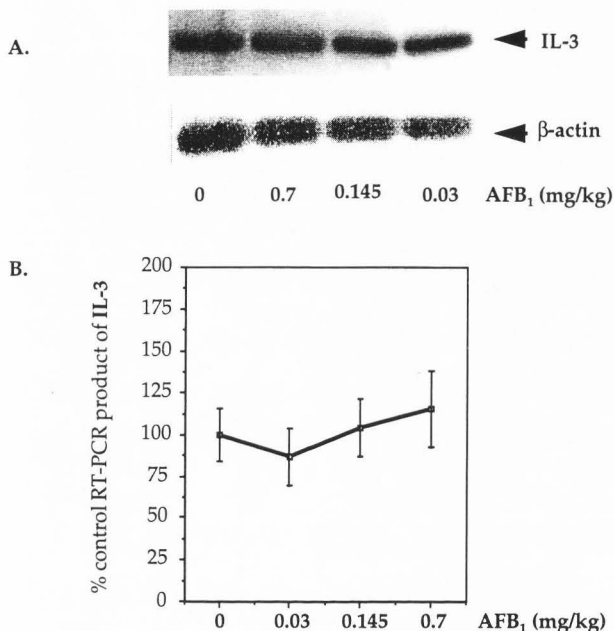 A.
IL-3
β-actin
0 0.7 0.145 0.03 AFB₁ (mg/kg)
B.
% control RT-PCR product of IL-3
200
175
150
125
100
75
50
25
0
0 0.03 0.145 0.7 AFB₁ (mg/kg)